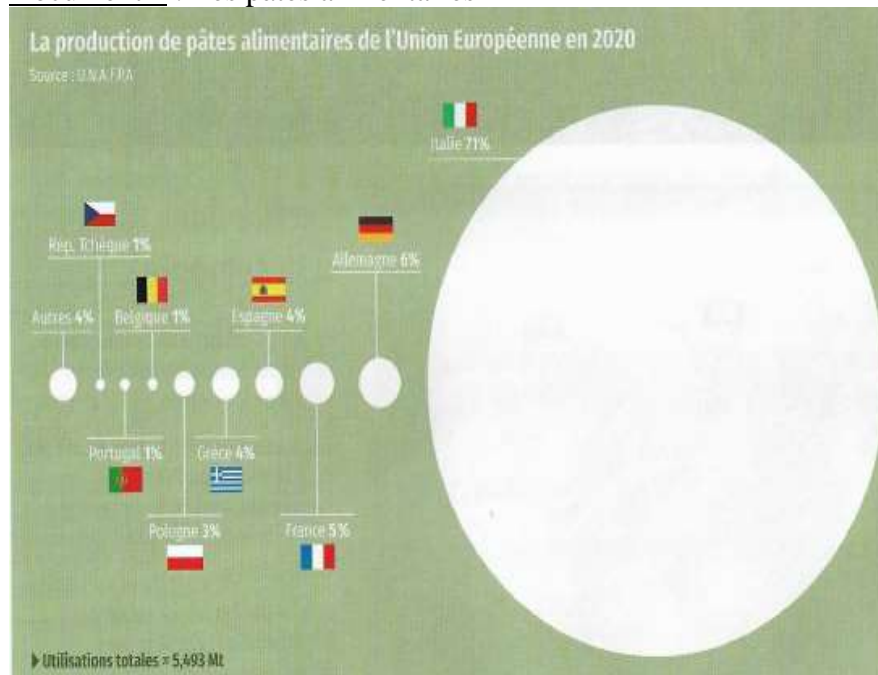 La production de pâtes alimentaires de l'Union Européenne en 2020
Source : U.N.A.F.P.A
Italie 71%
Rép. Tchèque 1%
Allemagne 6%
Autres 4%
Belgique 1%
Espagne 4%
Portugal 1%
Grèce 4%
Pologne 3%
France 5%
Utilisations totales = 5,493 Mt